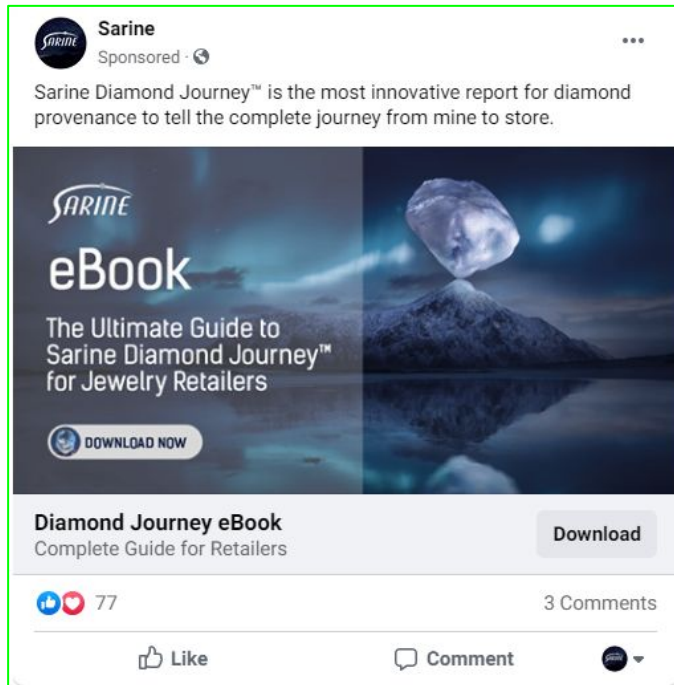 SARINE
Sarine
Sponsored ·
Sarine Diamond Journey™ is the most innovative report for diamond
provenance to tell the complete journey from mine to store.
SARINE
eBook
The Ultimate Guide to
Sarine Diamond Journey™
for Jewelry Retailers
DOWNLOAD NOW
Diamond Journey eBook
Complete Guide for Retailers
Download
77
3 Comments
Like
Comment